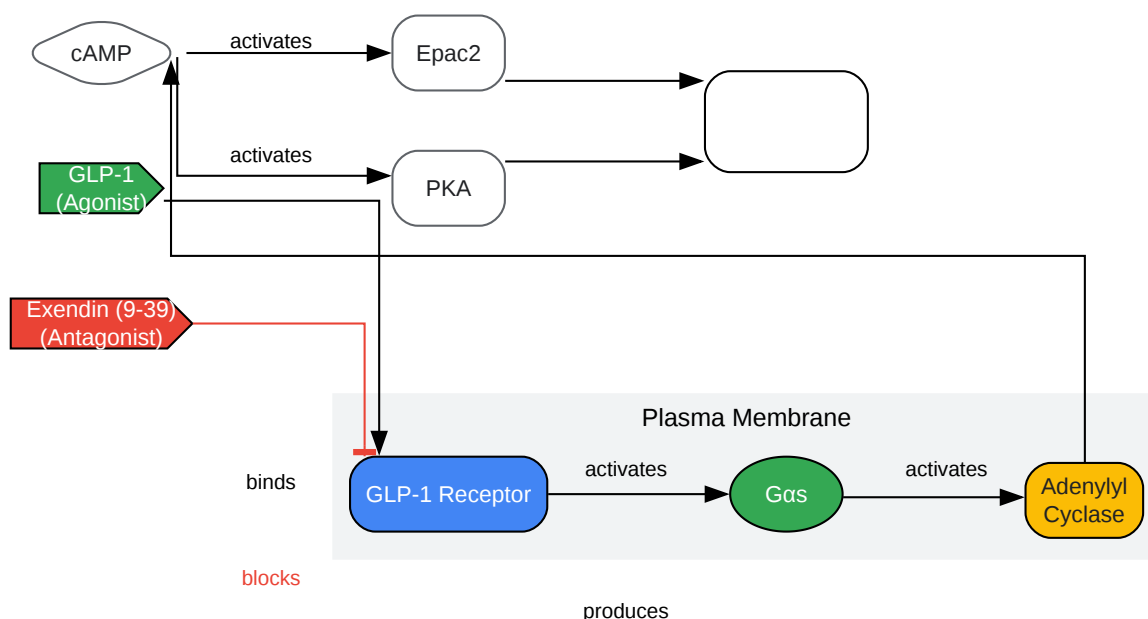 activates
cAMP
Epac2
activates
PKA
GLP-1
(Agonist)
Exendin (9-39)
(Antagonist)
Plasma Membrane
binds
GLP-1 Receptor
activates
Gαs
activates
Adenylyl
Cyclase
blocks
produces